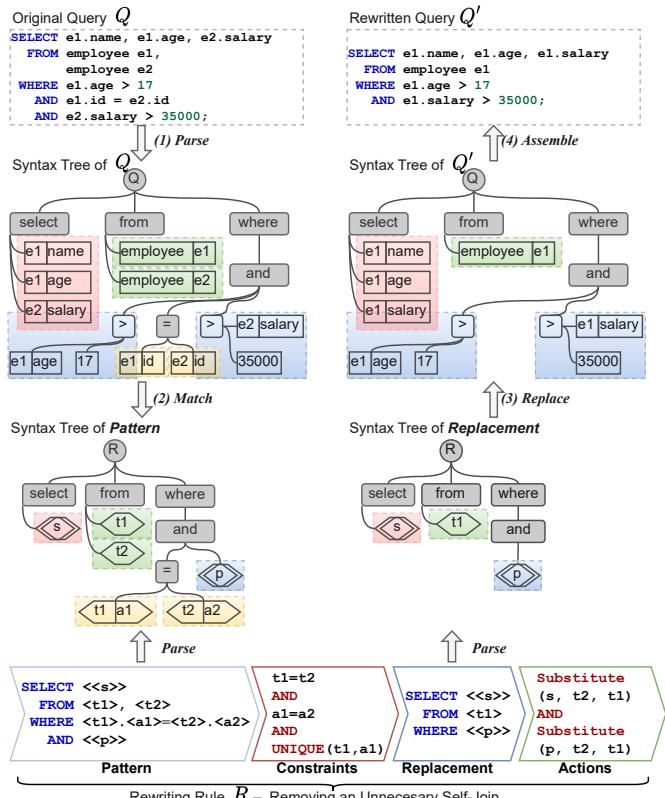 Original Query Q
SELECT e1.name, e1.age, e2.salary
FROM employee e1,
employee e2
WHERE e1.age > 17
AND e1.id = e2.id
AND e2.salary > 35000;
Rewritten Query Q′
SELECT e1.name, e1.age, e1.salary
FROM employee e1
WHERE e1.age > 17
AND e1.salary > 35000;
(1) Parse
(4) Assemble
Syntax Tree of Q
Q
select from where
e1 name
employee e1
e1 age
employee e2
and
e2 salary
> = > e2 salary
e1 age 17 e1 id e2 id 35000
Syntax Tree of Q′
Q
select from where
e1 name
employee e1
e1 age
and
e1 salary
> > e1 salary
e1 age 17 35000
(2) Match
(3) Replace
Syntax Tree of Pattern
R
select from where
s t1
t2
and
= p
t1 a1 t2 a2
Syntax Tree of Replacement
R
select from where
s t1
and
p
Parse
Parse
SELECT <<s>>
FROM <t1>, <t2>
WHERE <t1>.<a1>=<t2>.<a2>
AND <<p>>
t1=t2
AND
a1=a2
AND
UNIQUE(t1,a1)
SELECT <<s>>
FROM <t1>
WHERE <<p>>
Substitute
(s, t2, t1)
AND
Substitute
(p, t2, t1)
Pattern Constraints Replacement Actions
Rewriting Rule R – Removing an Unnecesary Self-Join